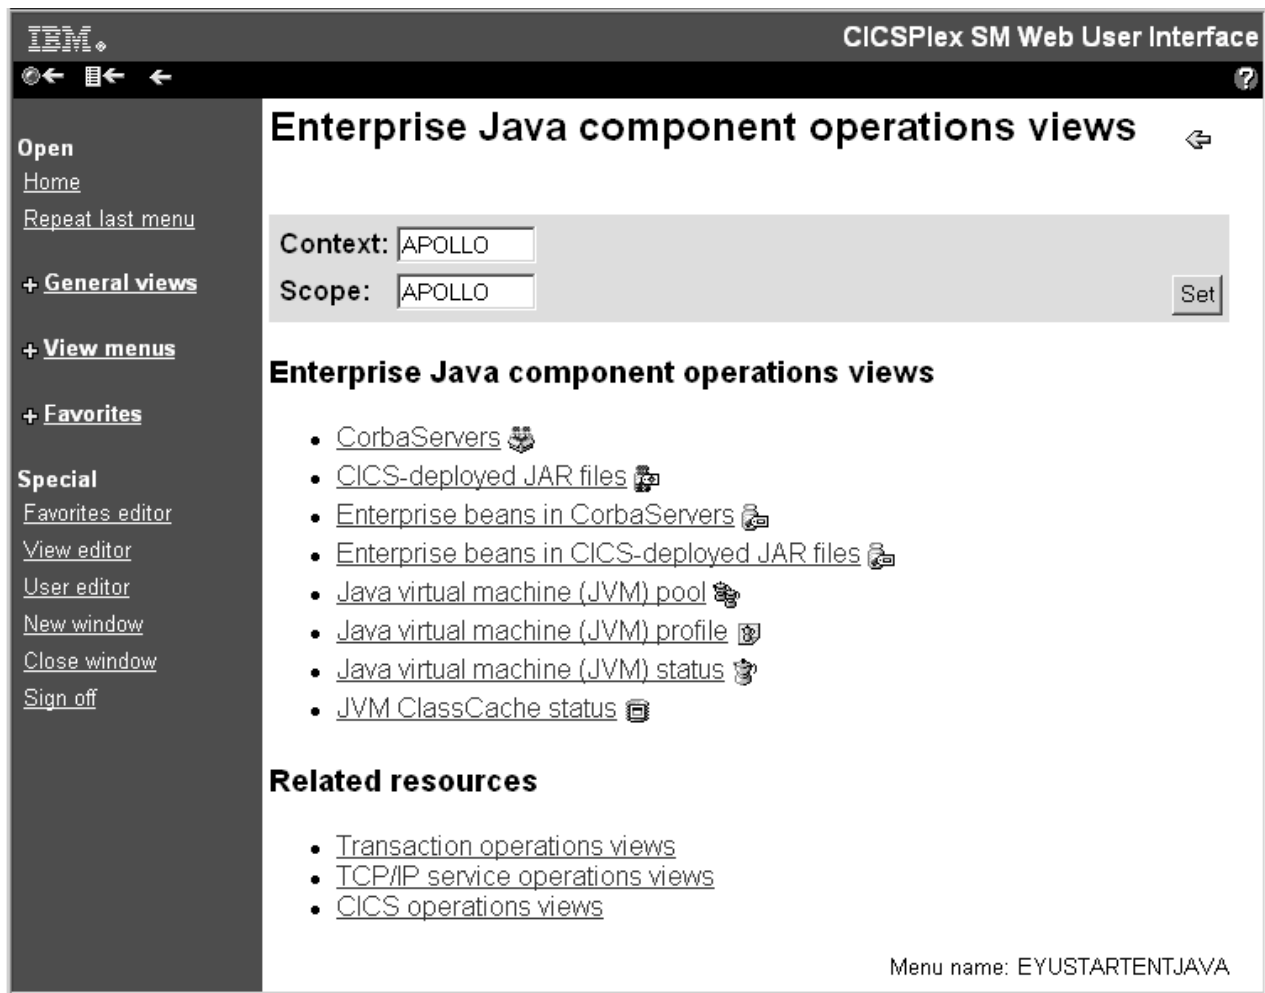 IBM.
CICSPlex SM Web User Interface
?
Enterprise Java component operations views
Open
Home
Repeat last menu
+ General views
+ View menus
+ Favorites
Special
Favorites editor
View editor
User editor
New window
Close window
Sign off
Context: APOLLO
Scope: APOLLO
Set
Enterprise Java component operations views
• CorbaServers
• CICS-deployed JAR files
• Enterprise beans in CorbaServers
• Enterprise beans in CICS-deployed JAR files
• Java virtual machine (JVM) pool
• Java virtual machine (JVM) profile
• Java virtual machine (JVM) status
• JVM ClassCache status
Related resources
• Transaction operations views
• TCP/IP service operations views
• CICS operations views
Menu name: EYUSTARTENTJAVA